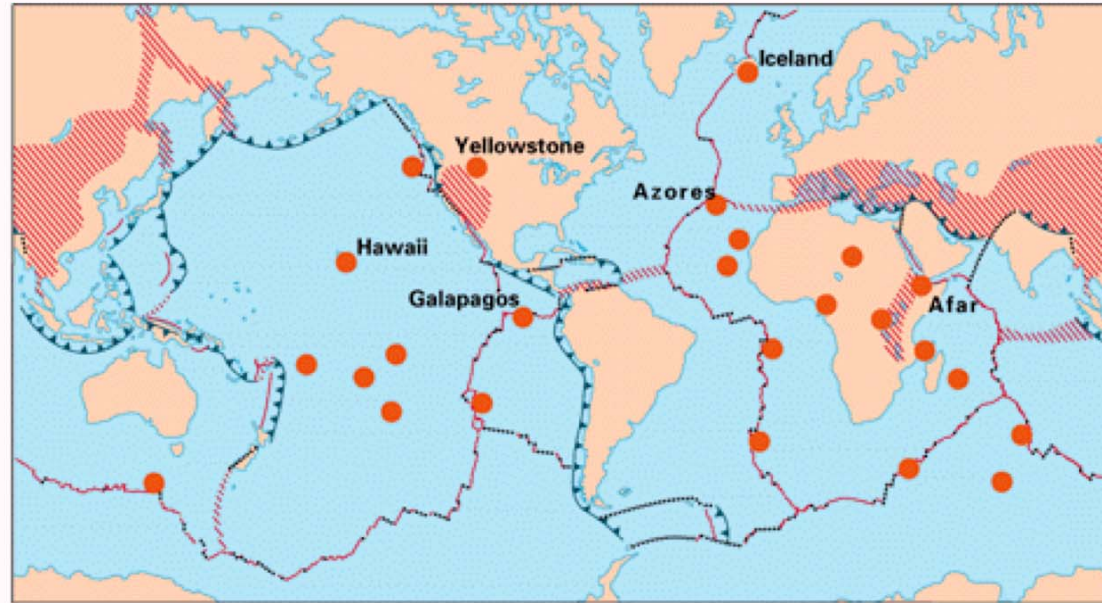 Iceland
Yellowstone
Azores
Hawaii
Galapagos
Afar